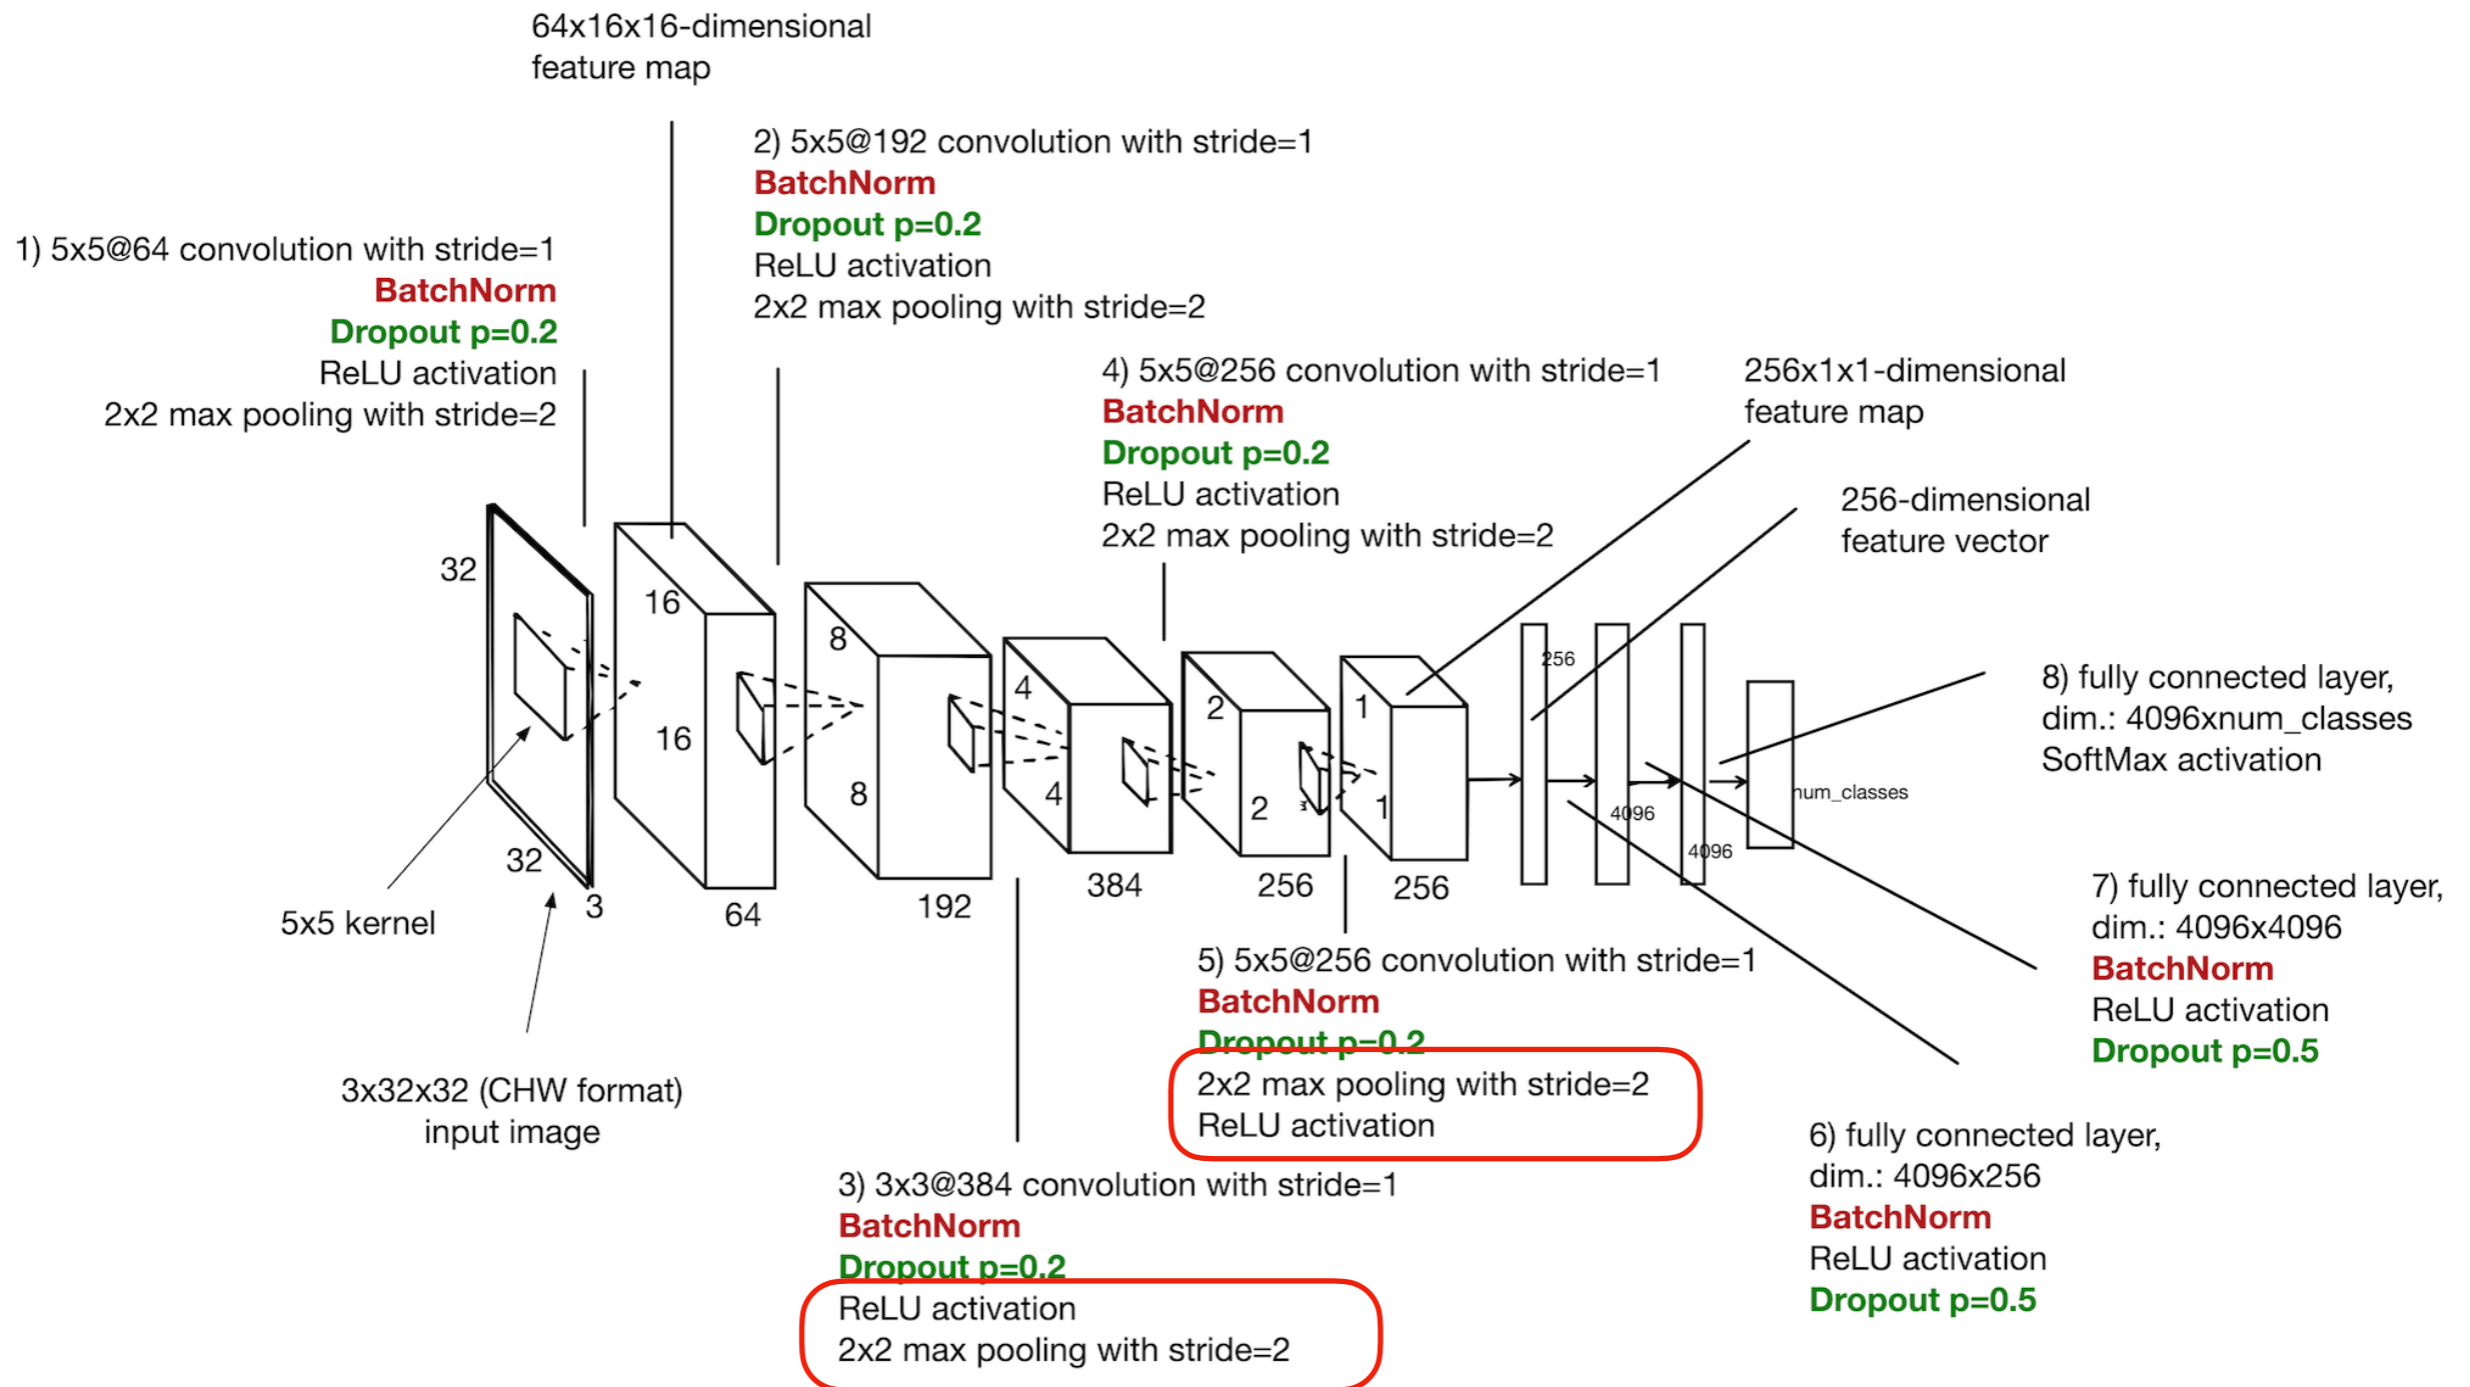 64x16x16-dimensional
feature map
2) 5x5@192 convolution with stride=1
BatchNorm
Dropout p=0.2
ReLU activation
2x2 max pooling with stride=2
1) 5x5@64 convolution with stride=1
BatchNorm
Dropout p=0.2
ReLU activation
2x2 max pooling with stride=2
4) 5x5@256 convolution with stride=1
BatchNorm
Dropout p=0.2
ReLU activation
2x2 max pooling with stride=2
256x1x1-dimensional
feature map
256-dimensional
feature vector
32
32
3
16
16
64
8
8
192
4
4
384
2
2
256
1
1
256
256
4096
4096
num_classes
8) fully connected layer,
dim.: 4096xnum_classes
SoftMax activation
7) fully connected layer,
dim.: 4096x4096
BatchNorm
ReLU activation
Dropout p=0.5
5x5 kernel
3x32x32 (CHW format)
input image
5) 5x5@256 convolution with stride=1
BatchNorm
Dropout p=0.2
2x2 max pooling with stride=2
ReLU activation
3) 3x3@384 convolution with stride=1
BatchNorm
Dropout p=0.2
ReLU activation
2x2 max pooling with stride=2
6) fully connected layer,
dim.: 4096x256
BatchNorm
ReLU activation
Dropout p=0.5